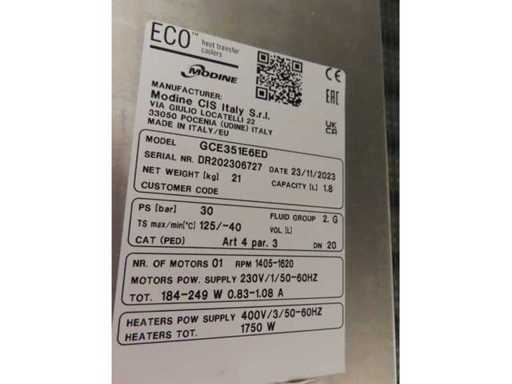 ECO™ heat transfer
coolers
MODINE
CE
EAC
UK
CA
MANUFACTURER:
Modine CIS Italy S.r.l.
VIA GIULIO LOCATELLI 22
33050 POCENIA (UDINE) ITALY
MADE IN ITALY/EU
MODEL GCE351E6ED
SERIAL NR. DR202306727 DATE 23/11/2023
NET WEIGHT [kg] 21 CAPACITY [L] 1.8
CUSTOMER CODE
PS [bar] 30 FLUID GROUP 2. G
TS max/min[°C] 125/-40 VOL [L]
CAT (PED) Art 4 par. 3 DN 20
NR. OF MOTORS 01 RPM 1405-1620
MOTORS POW. SUPPLY 230V/1/50-60HZ
TOT. 184-249 W 0.83-1.08 A
HEATERS POW SUPPLY 400V/3/50-60HZ
HEATERS TOT. 1750 W